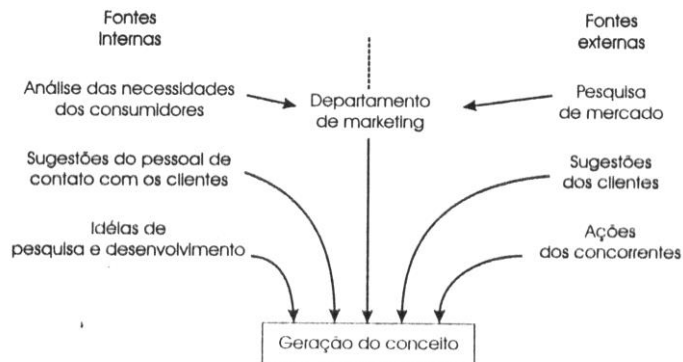 Fontes
Internas
Fontes
externas
Análise das necessidades
dos consumidores
Departamento
de marketing
Pesquisa
de mercado
Sugestões do pessoal de
contato com os clientes
Sugestões
dos clientes
Idéias de
pesquisa e desenvolvimento
Ações
dos concorrentes
Geração do conceito